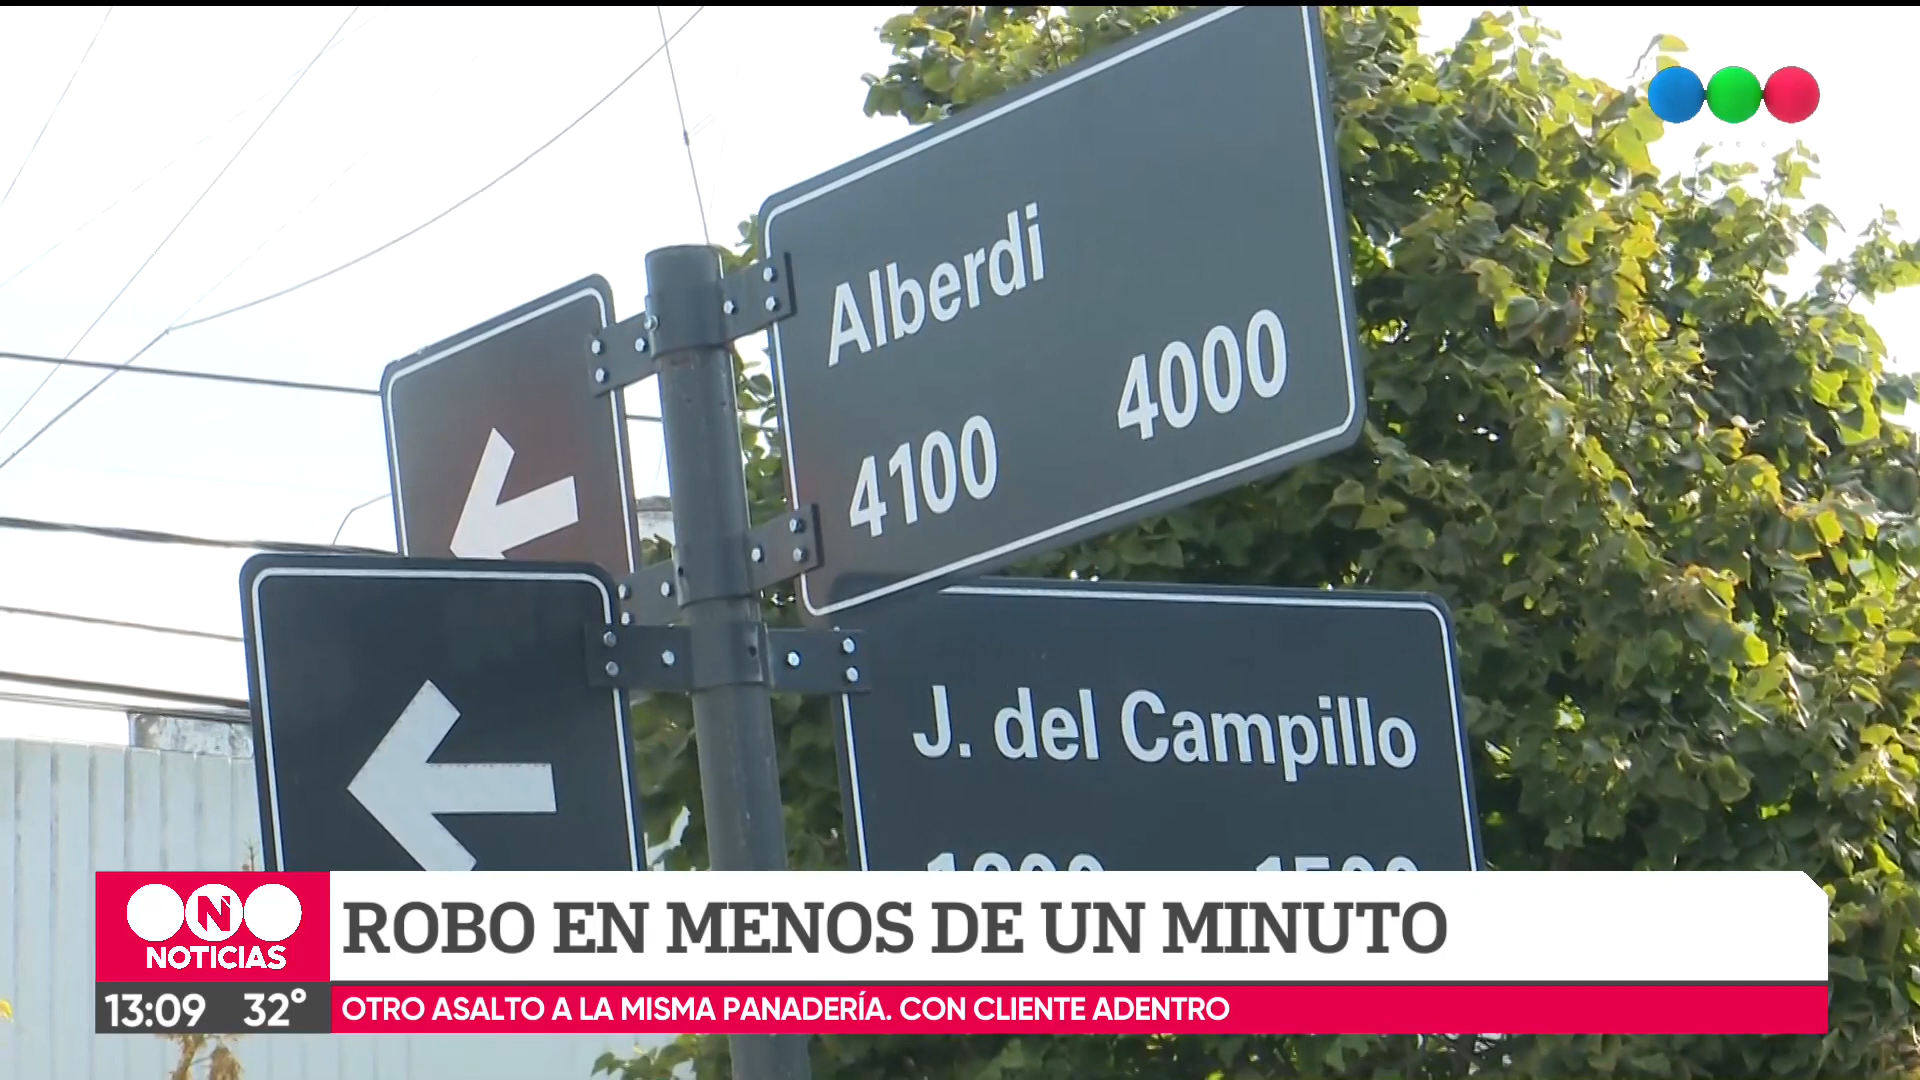 Alberdi
4100 4000
J. del Campillo
NOTICIAS
ROBO EN MENOS DE UN MINUTO
13:09 32°
OTRO ASALTO A LA MISMA PANADERÍA. CON CLIENTE ADENTRO